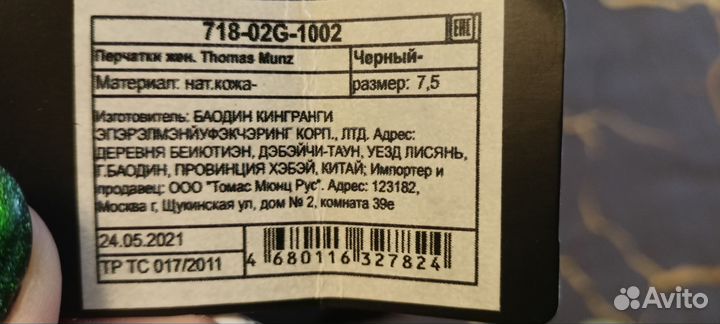 718-02G-1002
EAC
Перчатки жен. Thomas Munz
Черный-
Материал: нат.кожа-
размер: 7,5
Изготовитель: БАОДИН КИНГРАНГИ
ЭПЭРЭЛМЭНЙУФЭКЧЭРИНГ КОРП., ЛТД. Адрес:
ДЕРЕВНЯ БЕИЮТИЭН, ДЭБЭЙЧИ-ТАУН, УЕЗД ЛИСЯНЬ,
Г.БАОДИН, ПРОВИНЦИЯ ХЭБЭЙ, КИТАЙ; Импортер и
продавец: ООО "Томас Мюнц Рус". Адрес: 123182,
Москва г, Щукинская ул, дом № 2, комната 39е
24.05.2021
ТР ТС 017/2011
4 680116 327824
Avito